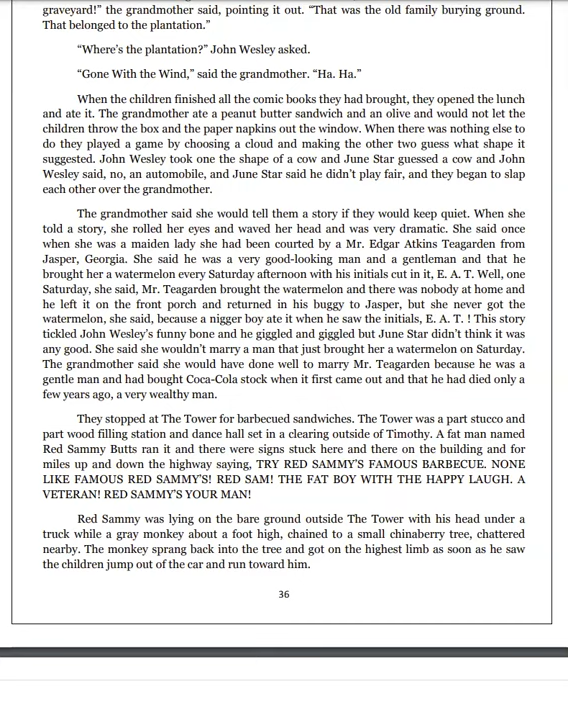 graveyard!” the grandmother said, pointing it out. “That was the old family burying ground.
That belonged to the plantation.”
“Where’s the plantation?” John Wesley asked.
“Gone With the Wind,” said the grandmother. “Ha. Ha.”
When the children finished all the comic books they had brought, they opened the lunch
and ate it. The grandmother ate a peanut butter sandwich and an olive and would not let the
children throw the box and the paper napkins out the window. When there was nothing else to
do they played a game by choosing a cloud and making the other two guess what shape it
suggested. John Wesley took one the shape of a cow and June Star guessed a cow and John
Wesley said, no, an automobile, and June Star said he didn’t play fair, and they began to slap
each other over the grandmother.
The grandmother said she would tell them a story if they would keep quiet. When she
told a story, she rolled her eyes and waved her head and was very dramatic. She said once
when she was a maiden lady she had been courted by a Mr. Edgar Atkins Teagarden from
Jasper, Georgia. She said he was a very good-looking man and a gentleman and that he
brought her a watermelon every Saturday afternoon with his initials cut in it, E. A. T. Well, one
Saturday, she said, Mr. Teagarden brought the watermelon and there was nobody at home and
he left it on the front porch and returned in his buggy to Jasper, but she never got the
watermelon, she said, because a nigger boy ate it when he saw the initials, E. A. T. ! This story
tickled John Wesley’s funny bone and he giggled and giggled but June Star didn’t think it was
any good. She said she wouldn’t marry a man that just brought her a watermelon on Saturday.
The grandmother said she would have done well to marry Mr. Teagarden because he was a
gentle man and had bought Coca-Cola stock when it first came out and that he had died only a
few years ago, a very wealthy man.
They stopped at The Tower for barbecued sandwiches. The Tower was a part stucco and
part wood filling station and dance hall set in a clearing outside of Timothy. A fat man named
Red Sammy Butts ran it and there were signs stuck here and there on the building and for
miles up and down the highway saying, TRY RED SAMMY’S FAMOUS BARBECUE. NONE
LIKE FAMOUS RED SAMMY’S! RED SAM! THE FAT BOY WITH THE HAPPY LAUGH. A
VETERAN! RED SAMMY’S YOUR MAN!
Red Sammy was lying on the bare ground outside The Tower with his head under a
truck while a gray monkey about a foot high, chained to a small chinaberry tree, chattered
nearby. The monkey sprang back into the tree and got on the highest limb as soon as he saw
the children jump out of the car and run toward him.
36